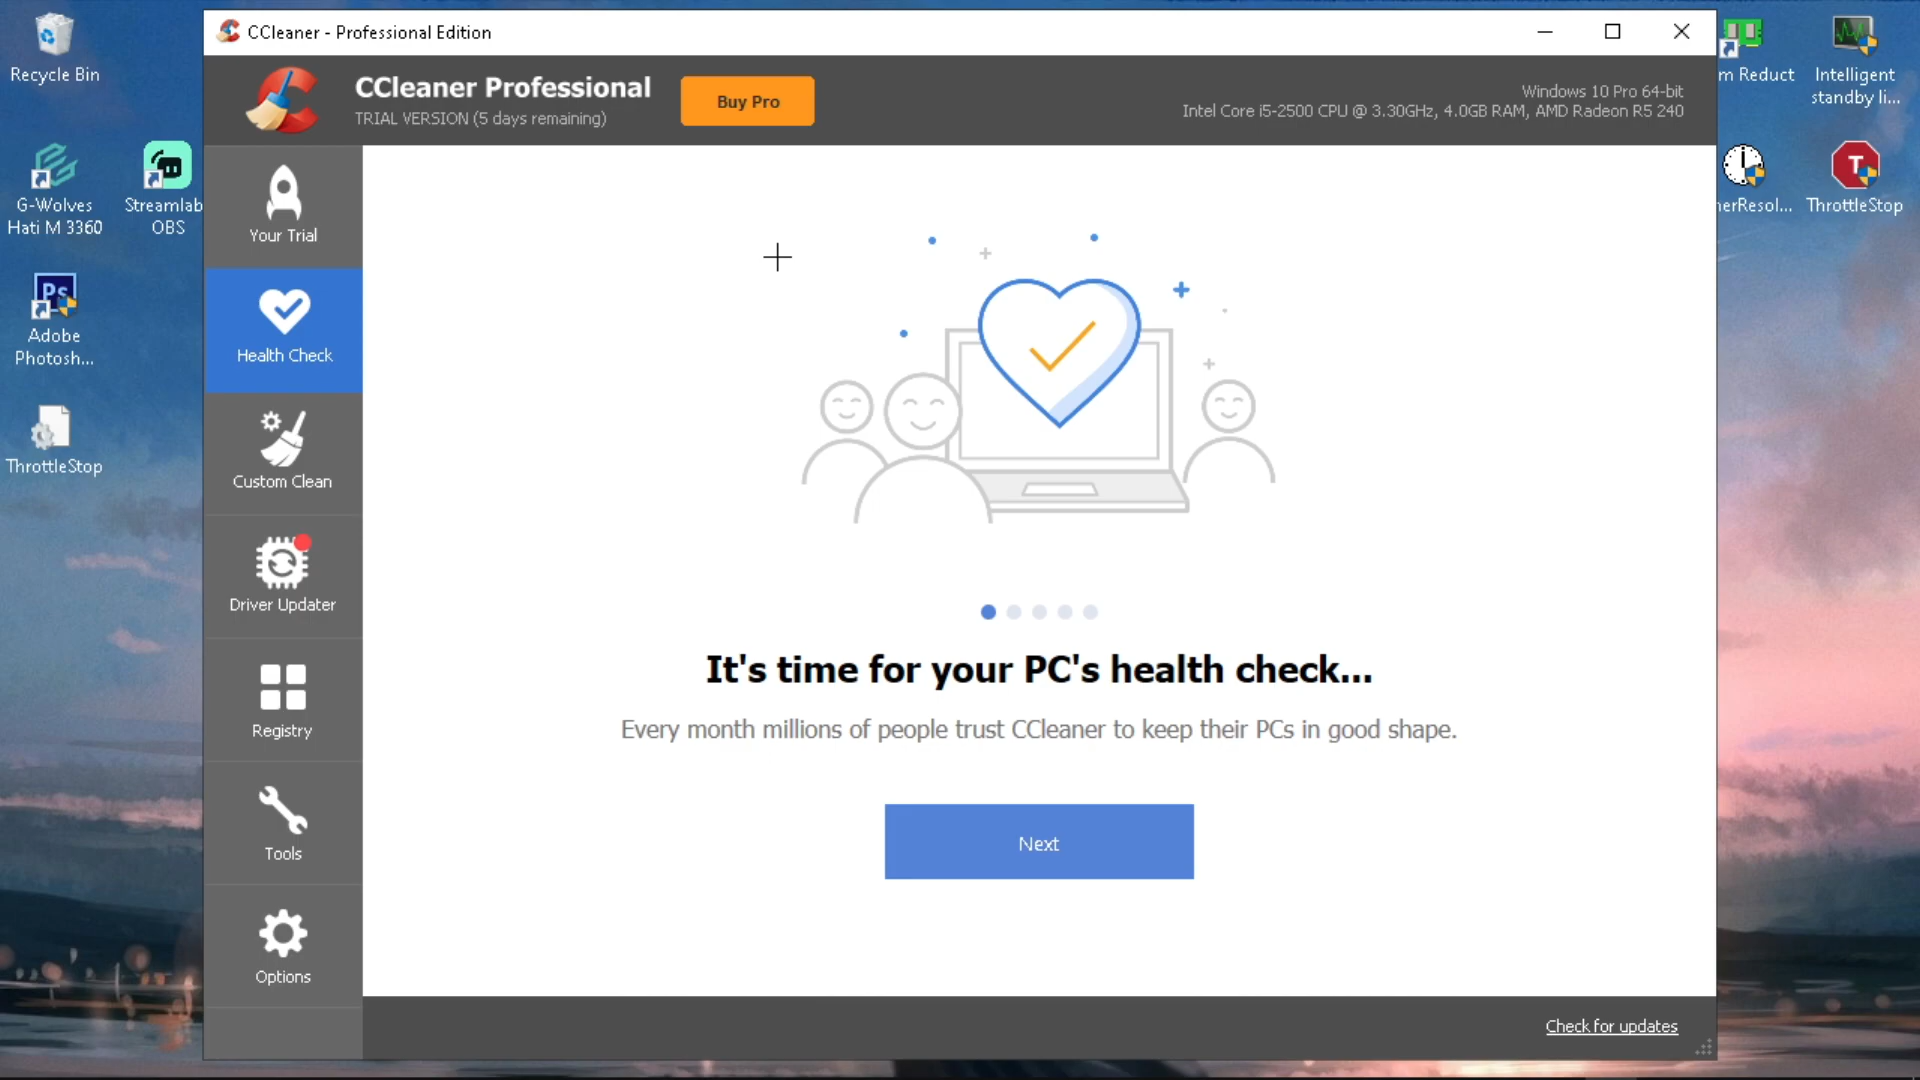 Recycle Bin
G-Wolves
Hati M 3360
Streamlab
OBS
Ps
Adobe
Photosh...
ThrottleStop
CCleaner - Professional Edition
CCleaner Professional
TRIAL VERSION (5 days remaining)
Buy Pro
Windows 10 Pro 64-bit
Intel Core i5-2500 CPU @ 3.30GHz, 4.0GB RAM, AMD Radeon R5 240
Your Trial
Health Check
Custom Clean
Driver Updater
Registry
Tools
Options
It's time for your PC's health check...
Every month millions of people trust CCleaner to keep their PCs in good shape.
Next
Check for updates
m Reduct
Intelligent
standby li...
nerResol...
T
ThrottleStop